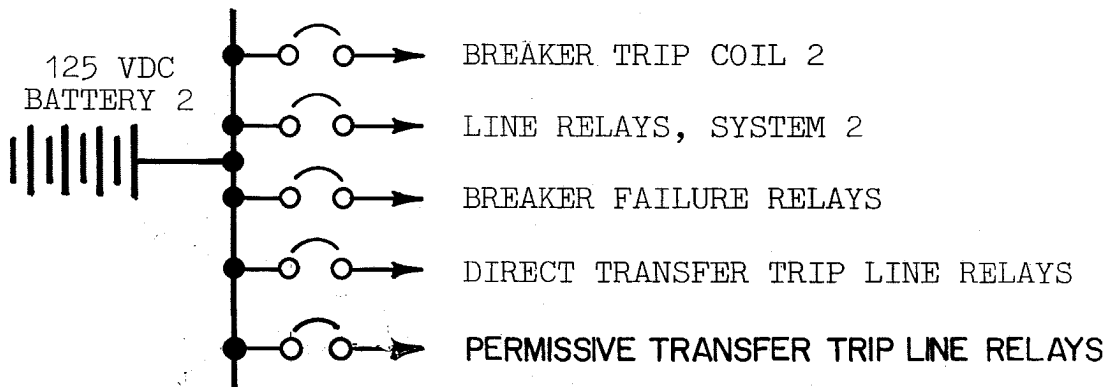 BREAKER TRIP COIL 2
125 VDC
BATTERY 2
LINE RELAYS, SYSTEM 2
BREAKER FAILURE RELAYS
DIRECT TRANSFER TRIP LINE RELAYS
PERMISSIVE TRANSFER TRIP LINE RELAYS